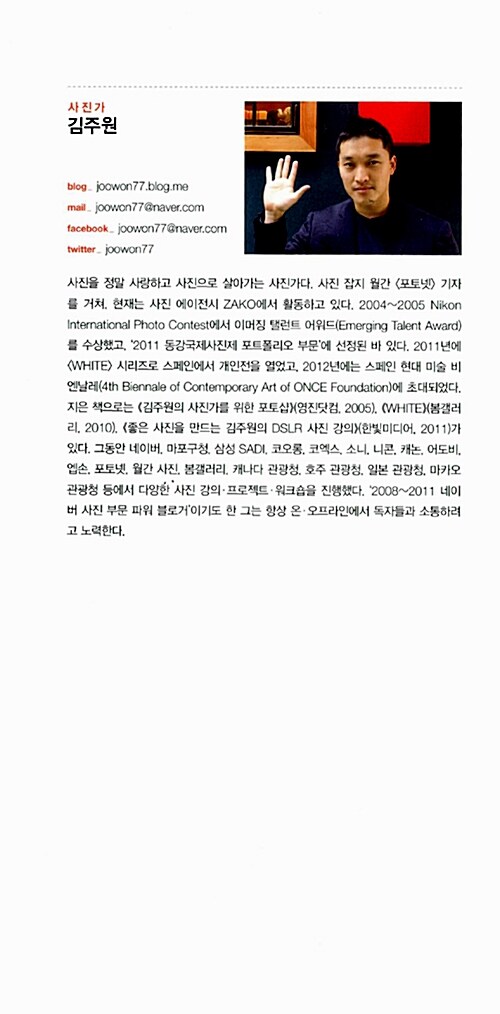 사진가
김주원
blog_ joowon77.blog.me
mail_ joowon77@naver.com
facebook_ joowon77@naver.com
twitter_ joowon77
사진을 정말 사랑하고 사진으로 살아가는 사진가다. 사진 잡지 월간 〈포토넷〉 기자
를 거쳐, 현재는 사진 에이전시 ZAKO에서 활동하고 있다. 2004~2005 Nikon
International Photo Contest에서 이머징 탤런트 어워드(Emerging Talent Award)
를 수상했고, '2011 동강국제사진제 포트폴리오 부문'에 선정된 바 있다. 2011년에
〈WHITE〉 시리즈로 스페인에서 개인전을 열었고, 2012년에는 스페인 현대 미술 비
엔날레(4th Biennale of Contemporary Art of ONCE Foundation)에 초대되었다.
지은 책으로는 《김주원의 사진가를 위한 포토샵》(영진닷컴, 2005), 《WHITE》(봄갤러
리, 2010), 《좋은 사진을 만드는 김주원의 DSLR 사진 강의》(한빛미디어, 2011)가
있다. 그동안 네이버, 마포구청, 삼성 SADI, 코오롱, 코엑스, 소니, 니콘, 캐논, 어도비,
엡손, 포토넷, 월간 사진, 봄갤러리, 캐나다 관광청, 호주 관광청, 일본 관광청, 마카오
관광청 등에서 다양한 사진 강의·프로젝트·워크숍을 진행했다. '2008~2011 네이
버 사진 부문 파워 블로거'이기도 한 그는 항상 온·오프라인에서 독자들과 소통하려
고 노력한다.